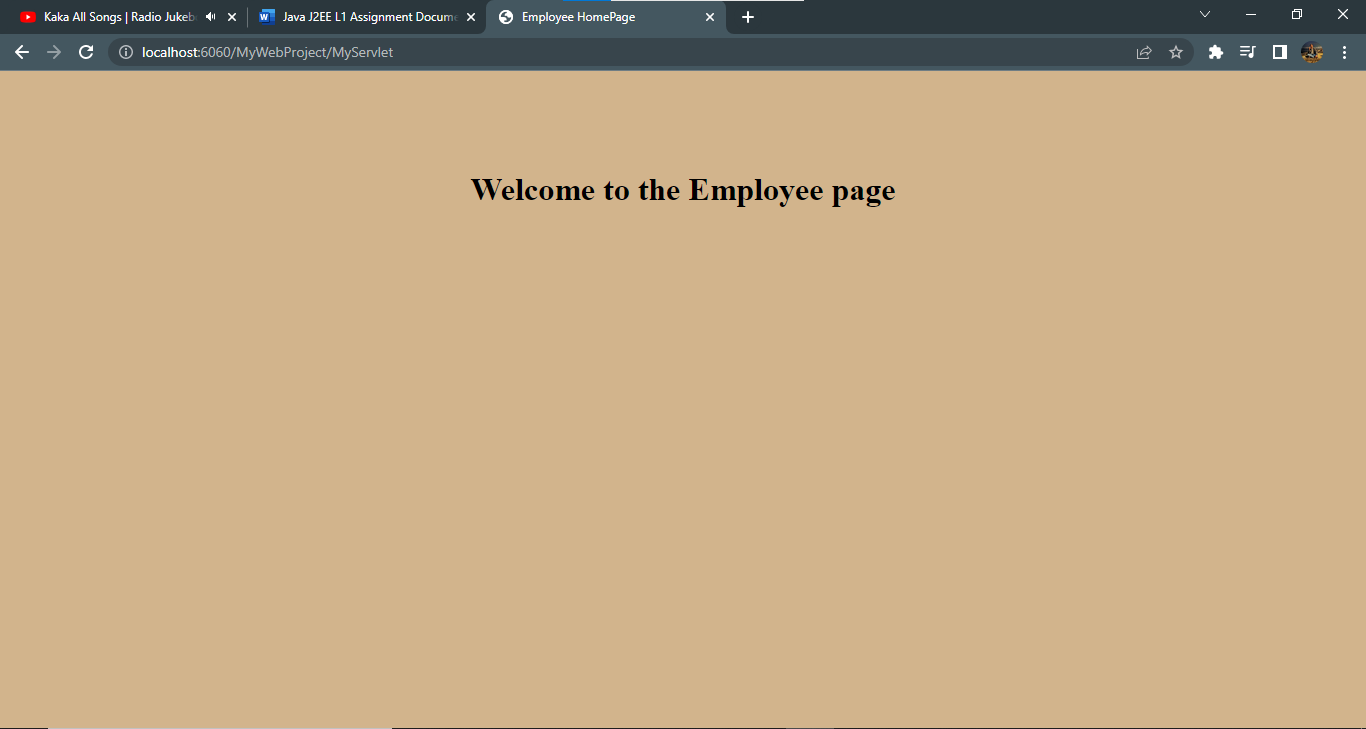 Kaka All Songs | Radio Jukeb
Java J2EE L1 Assignment Docum
Employee HomePage
localhost:6060/MyWebProject/MyServlet
Welcome to the Employee page